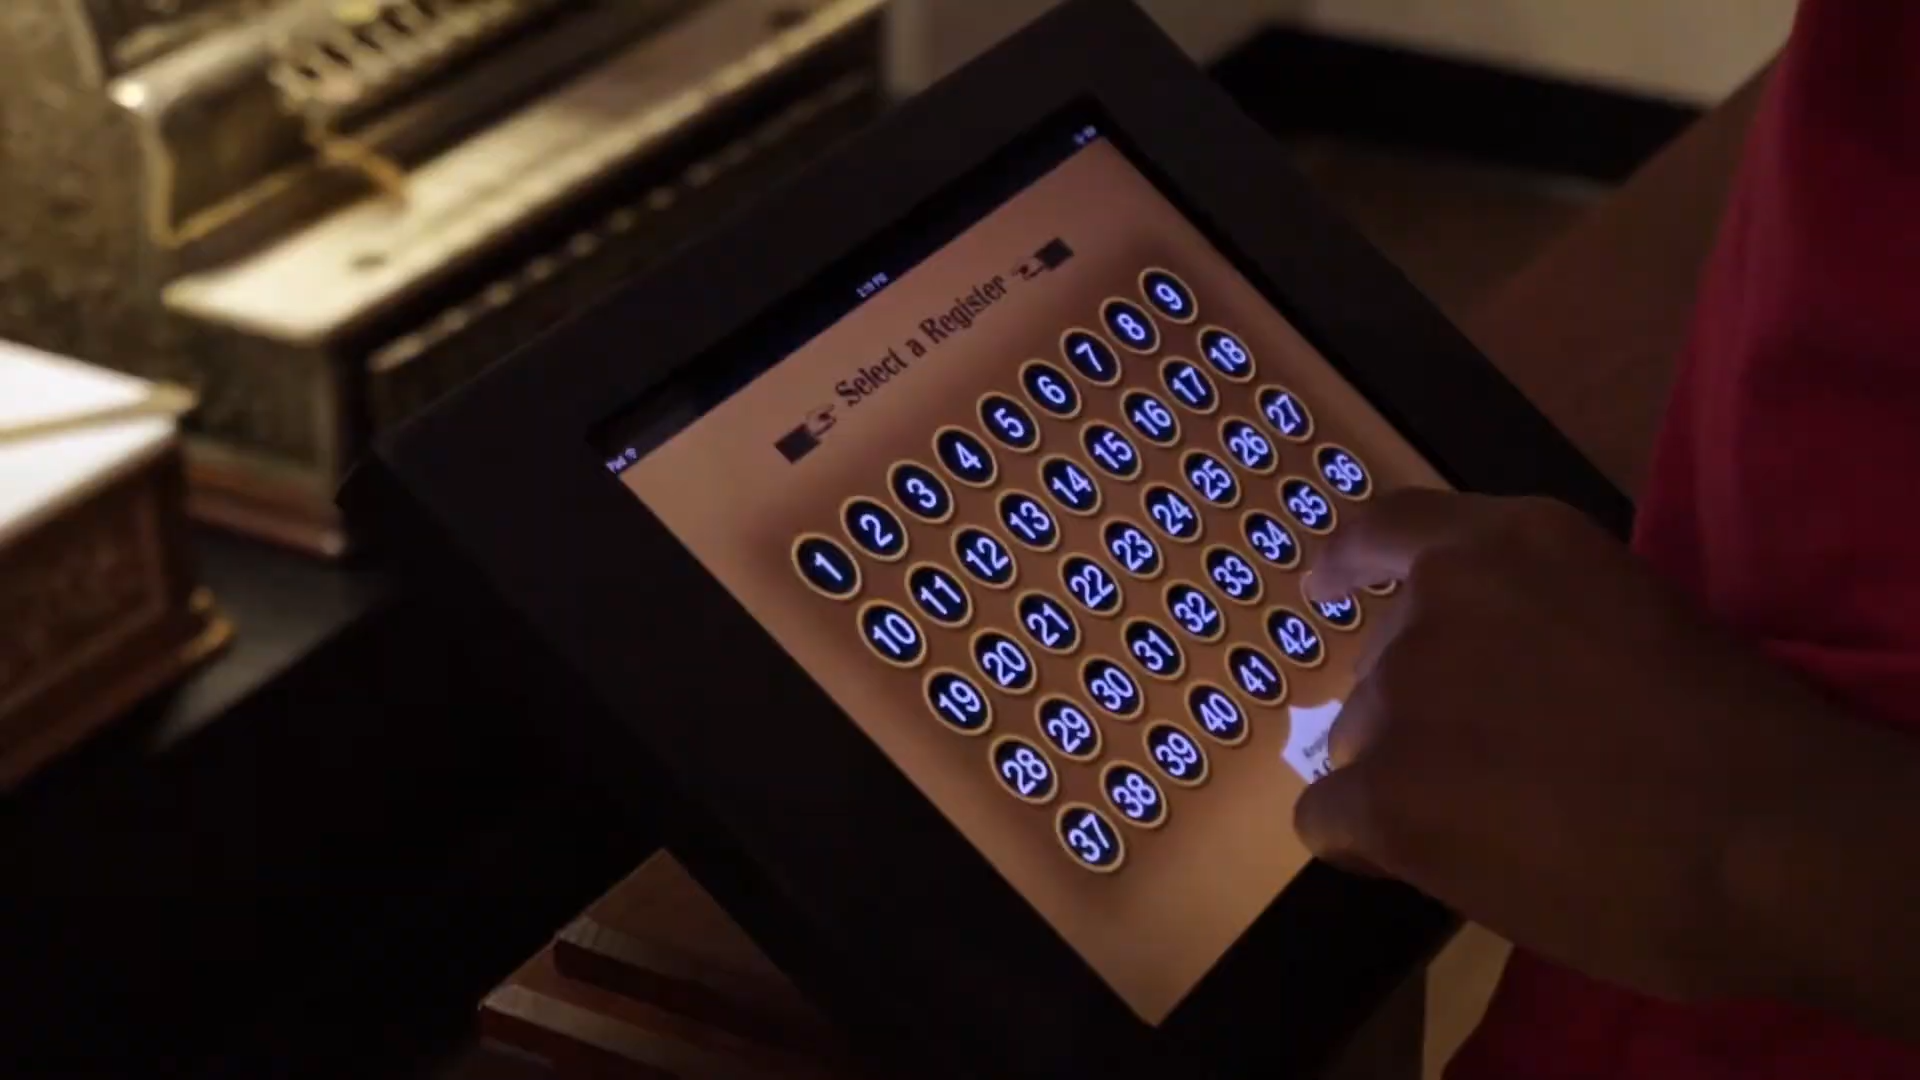 iPad
Select a Register
1 2 3 4 5 6 7 8 9
10 11 12 13 14 15 16 17 18
19 20 21 22 23 24 25 26 27
28 29 30 31 32 33 34 35 36
37 38 39 40 41 42 43